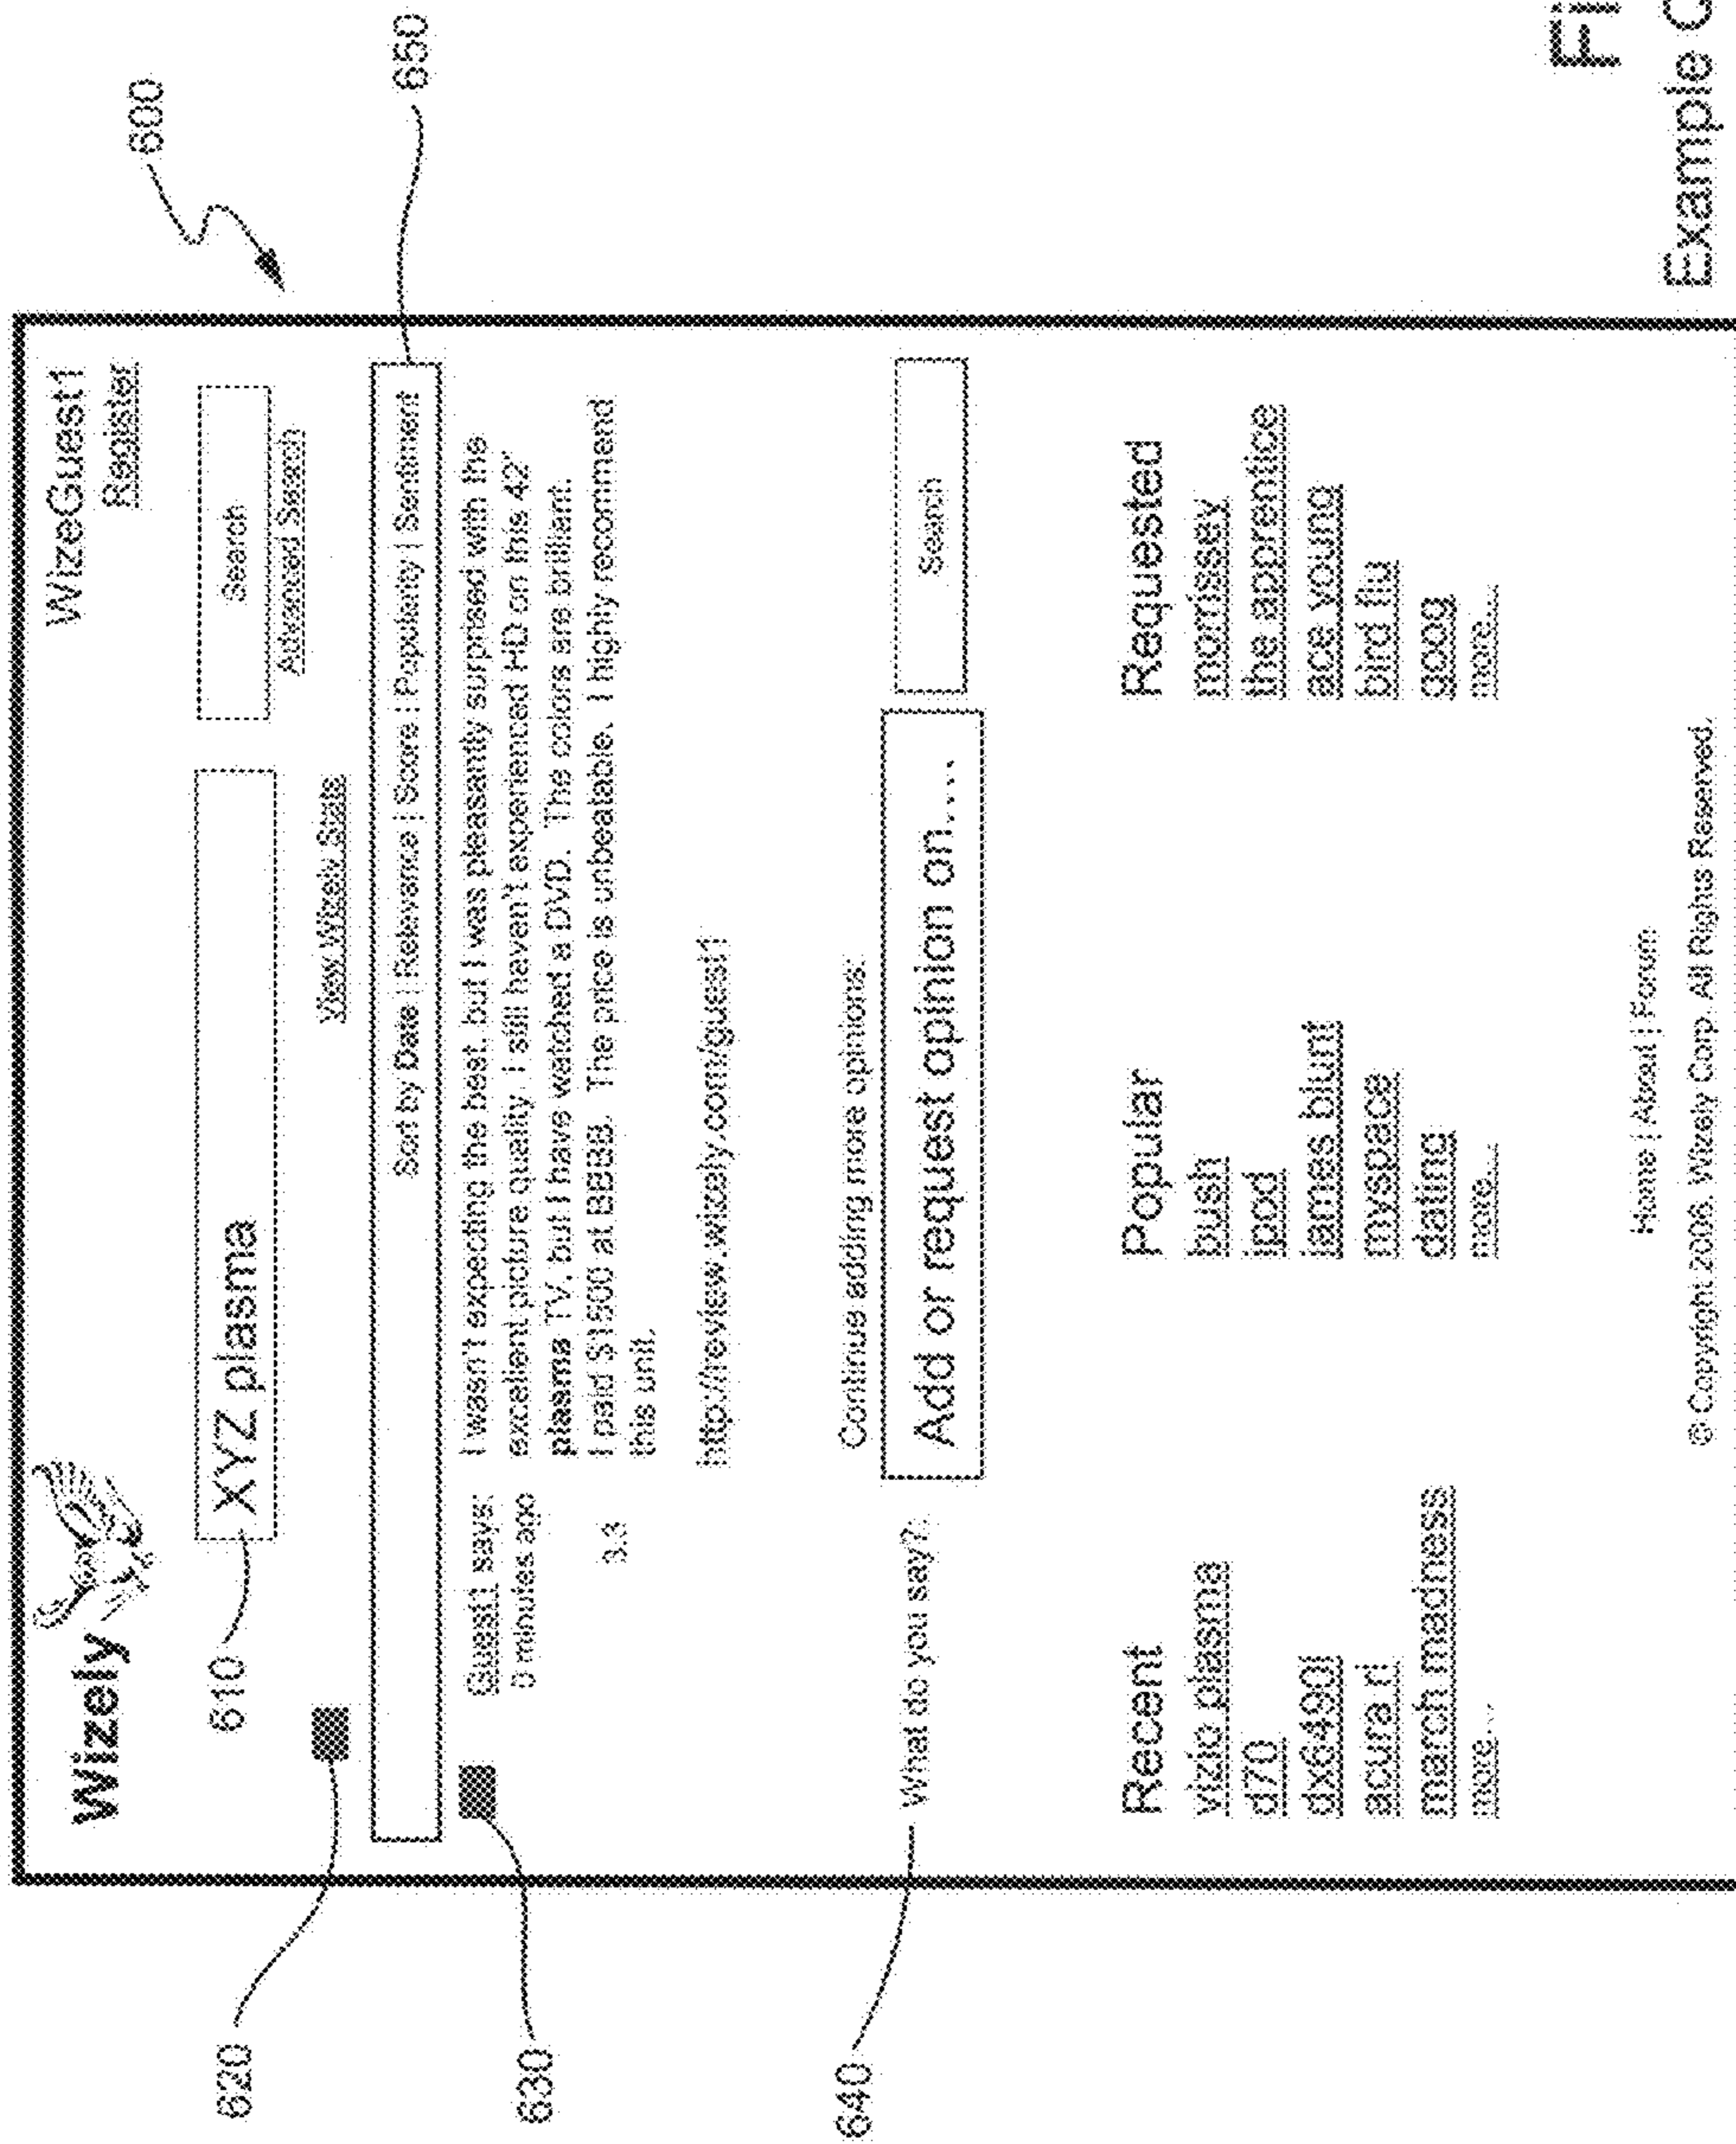 600
650
Wizely
WizeGuest1
Register
610
XYZ plasma
Search
Advanced Search
620
View Wizely Stats
Sort by Date | Relevance | Score | Popularity | Sentiment
630
Guest1 says:
0 minutes ago
3.3
I wasn't expecting the best, but I was pleasantly surprised with the
excellent picture quality. I still haven't experienced HD on this 42"
plasma TV, but I have watched a DVD. The colors are brilliant.
I paid $1500 at BBBB. The price is unbeatable. I highly recommend
this unit.
http://review.wizely.com/guest1
Continue adding more opinions:
640
What do you say?:
Add or request opinion on....
Search
Recent
vizio plasma
d70
dx6490i
acura rl
march madness
more...
Popular
bush
ipod
james blunt
myspace
dating
more...
Requested
morrissey
the apprentice
ace young
bird flu
goog
more...
Home | About | Forum
© Copyright 2006. Wizely Corp. All Rights Reserved.
Fi
Example